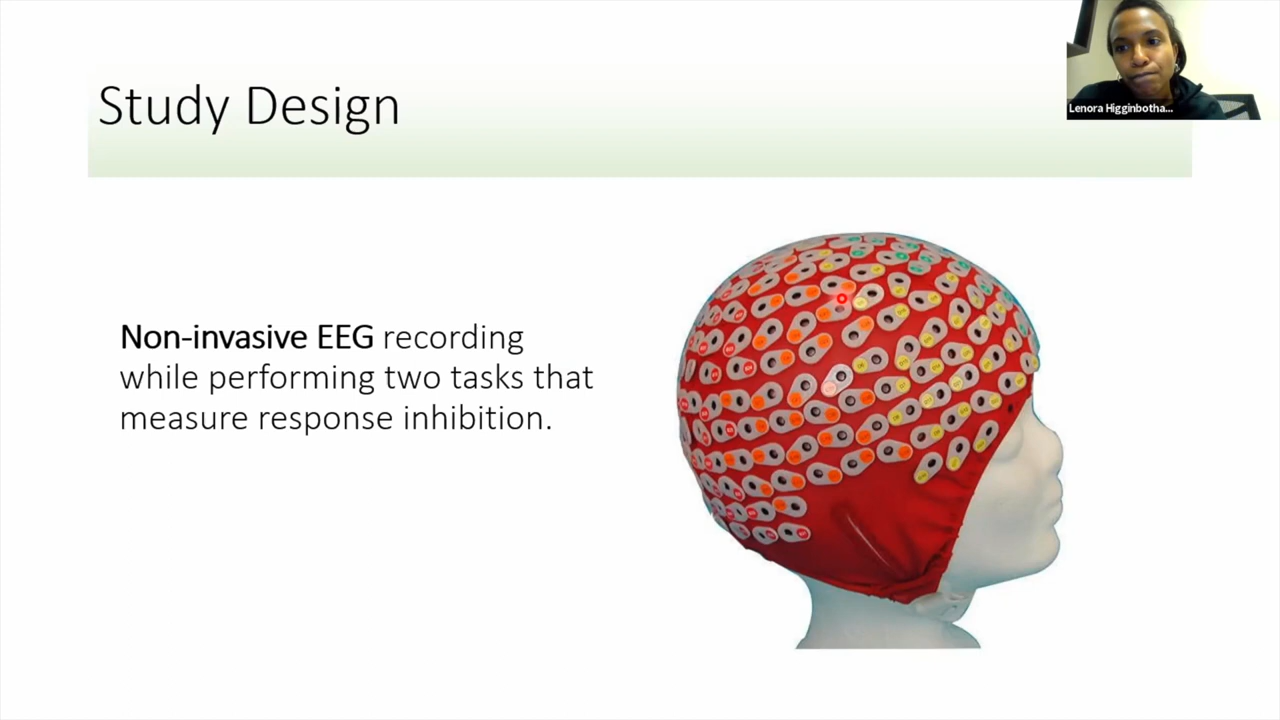 Study Design
Lenora Higginbotha...
Non-invasive EEG recording
while performing two tasks that
measure response inhibition.